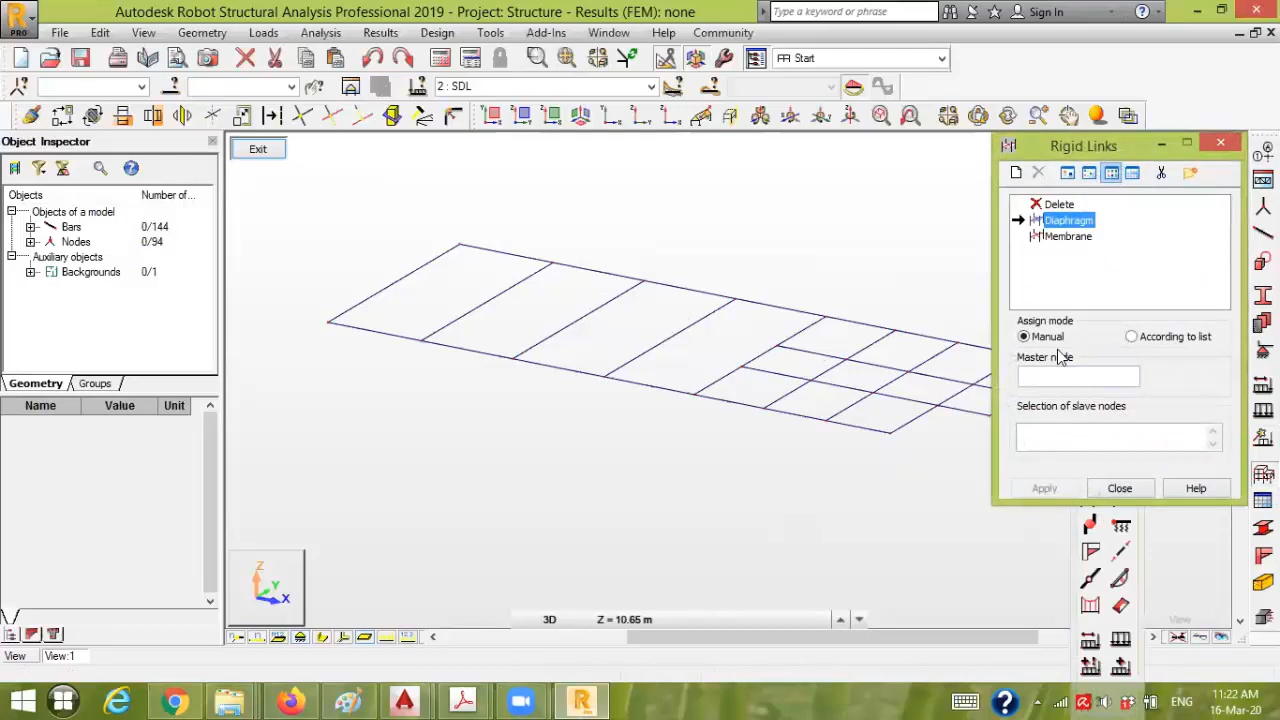 PRO
Autodesk Robot Structural Analysis Professional 2019 - Project: Structure - Results (FEM): none
Type a keyword or phrase
Sign In
File Edit View Geometry Loads Analysis Results Design Tools Add-Ins Window Help Community
Start
2 : SDL
Object Inspector
Exit
Objects Number of...
Objects of a model
Bars 0/144
Nodes 0/94
Auxiliary objects
Backgrounds 0/1
Geometry Groups
Name Value Unit
Rigid Links
Delete
Diaphragm
Membrane
Assign mode
Manual According to list
Master node
Selection of slave nodes
Apply Close Help
Z
Y
X
3D Z = 10.65 m
View
View View:1
ENG
11:22 AM
16-Mar-20